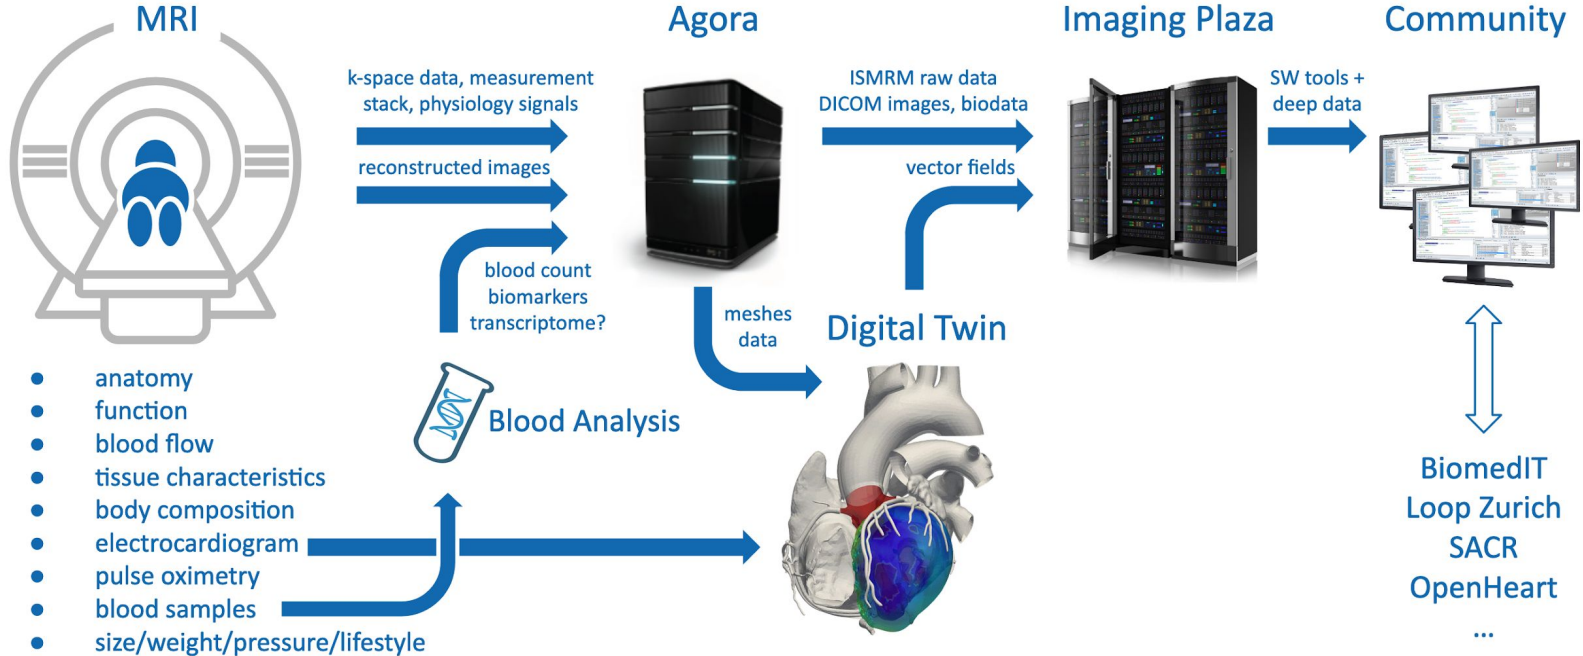 MRI
Agora
Imaging Plaza
Community
k-space data, measurement
stack, physiology signals
reconstructed images
ISMRM raw data
DICOM images, biodata
vector fields
SW tools +
deep data
blood count
biomarkers
transcriptome?
meshes
data
Digital Twin
Blood Analysis
● anatomy
● function
● blood flow
● tissue characteristics
● body composition
● electrocardiogram
● pulse oximetry
● blood samples
● size/weight/pressure/lifestyle
BiomedIT
Loop Zurich
SACR
OpenHeart
...